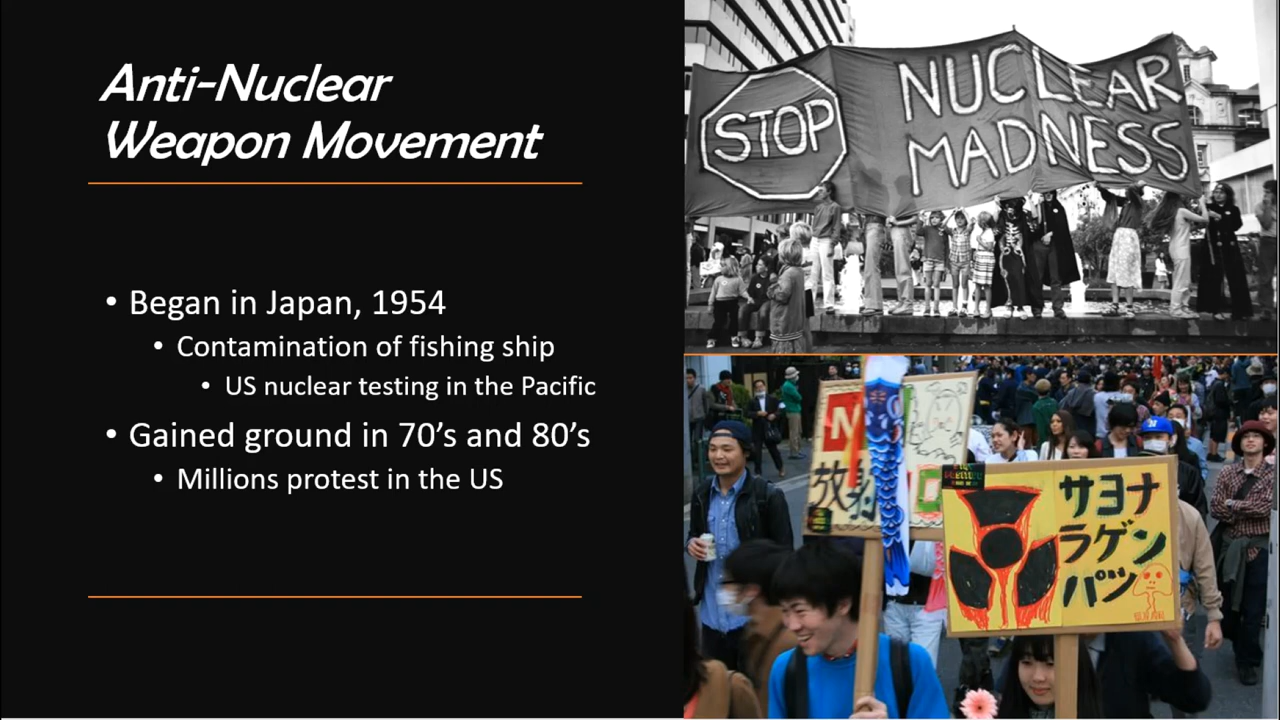 Anti-Nuclear
Weapon Movement
• Began in Japan, 1954
• Contamination of fishing ship
• US nuclear testing in the Pacific
• Gained ground in 70's and 80's
• Millions protest in the US
STOP
NUCLEAR
MADNESS
放射
サヨナ
ラゲン
パツ